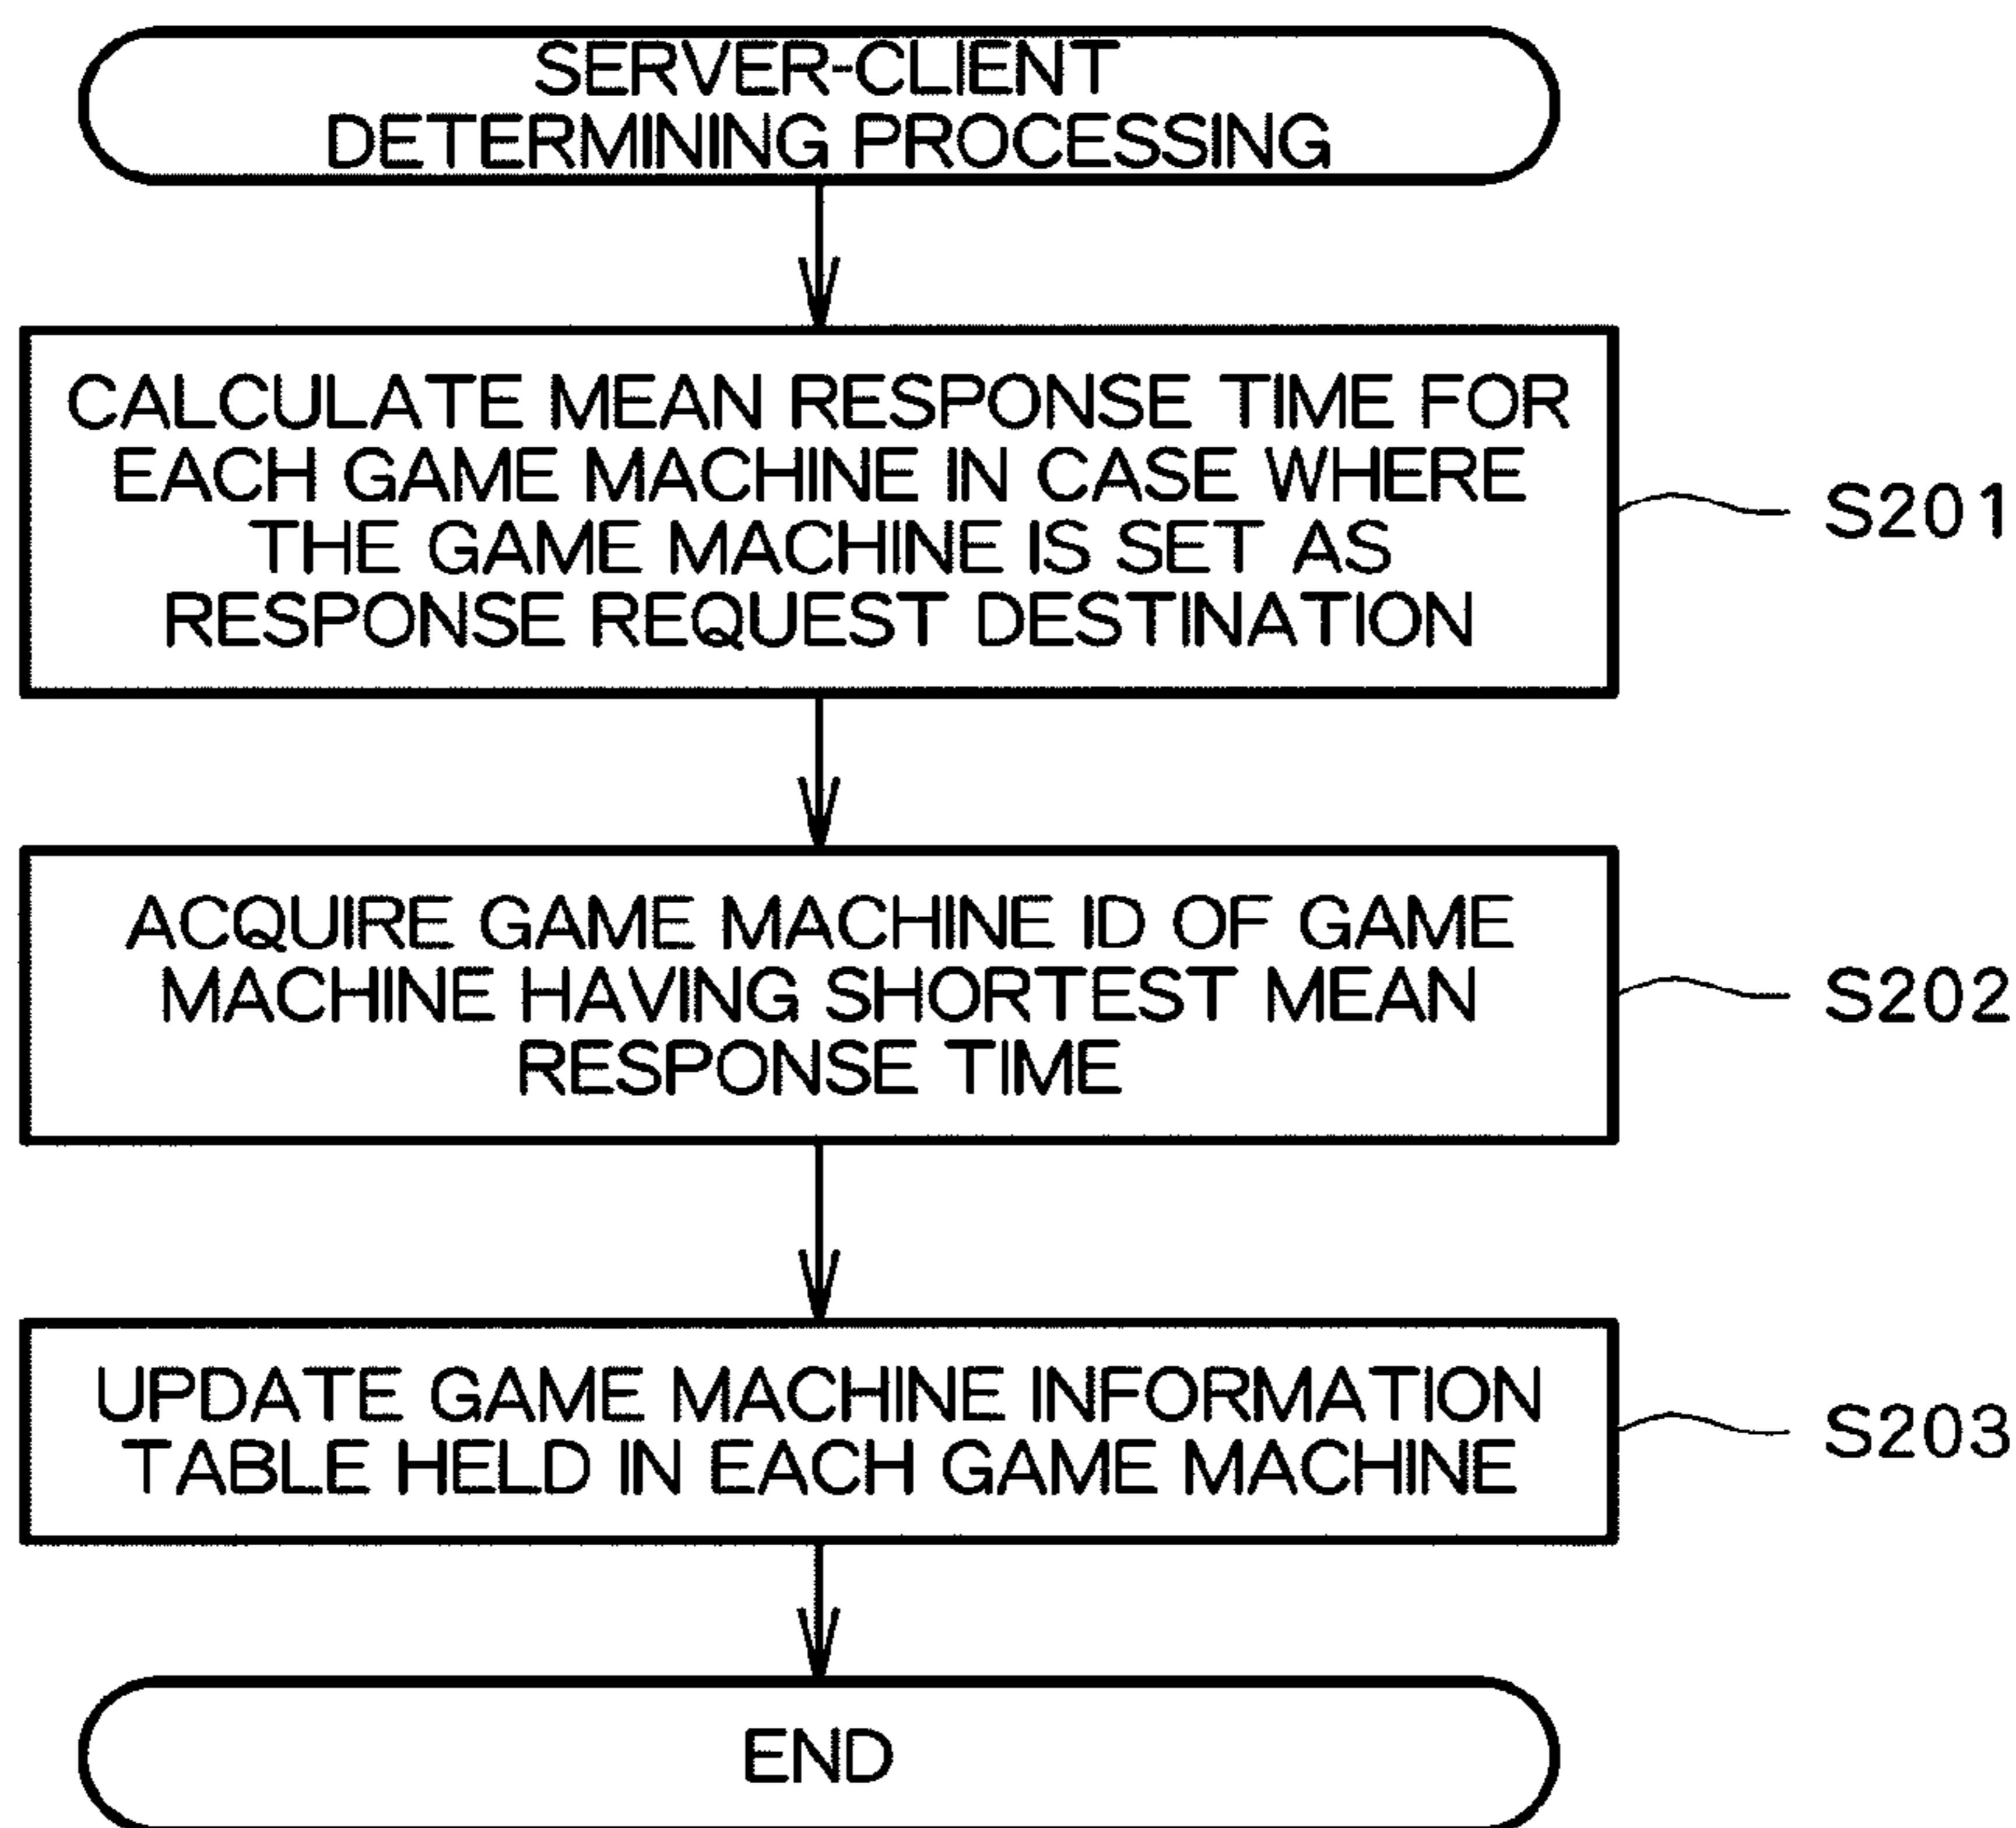 SERVER-CLIENT
DETERMINING PROCESSING
CALCULATE MEAN RESPONSE TIME FOR
EACH GAME MACHINE IN CASE WHERE
THE GAME MACHINE IS SET AS
RESPONSE REQUEST DESTINATION
S201
ACQUIRE GAME MACHINE ID OF GAME
MACHINE HAVING SHORTEST MEAN
RESPONSE TIME
S202
UPDATE GAME MACHINE INFORMATION
TABLE HELD IN EACH GAME MACHINE
S203
END